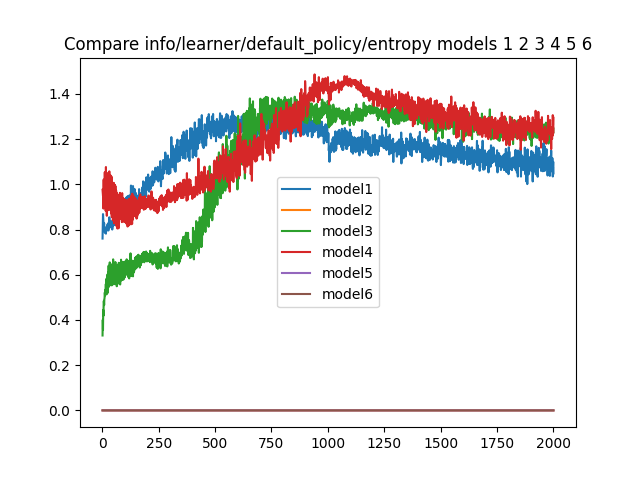 Compare info/learner/default_policy/entropy models 1 2 3 4 5 6
1.4
1.2
1.0
0.8
0.6
0.4
0.2
0.0
model1
model2
model3
model4
model5
model6
0 250 500 750 1000 1250 1500 1750 2000